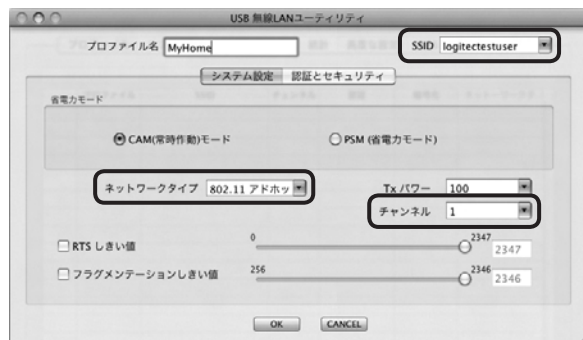 USB 無線LANユーティリティ
プロファイル名 MyHome SSID logitectestuser
システム設定 認証とセキュリティ
省電力モード
CAM(常時作動)モード PSM (省電力モード)
ネットワークタイプ 802.11 アドホッ Tx パワー 100
チャンネル 1
RTS しきい値 0 2347 2347
フラグメンテーションしきい値 256 2346 2346
OK CANCEL